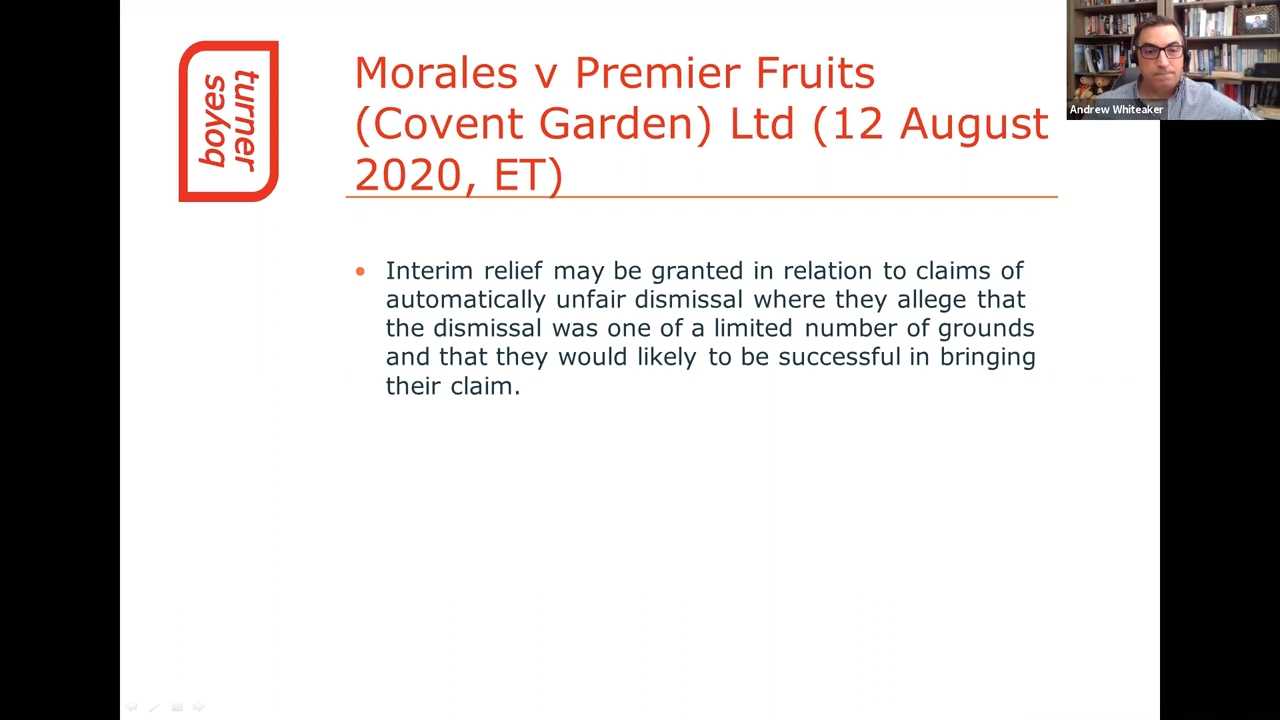 boyes
turner
Morales v Premier Fruits
(Covent Garden) Ltd (12 August
2020, ET)
Andrew Whiteaker
• Interim relief may be granted in relation to claims of
automatically unfair dismissal where they allege that
the dismissal was one of a limited number of grounds
and that they would likely to be successful in bringing
their claim.